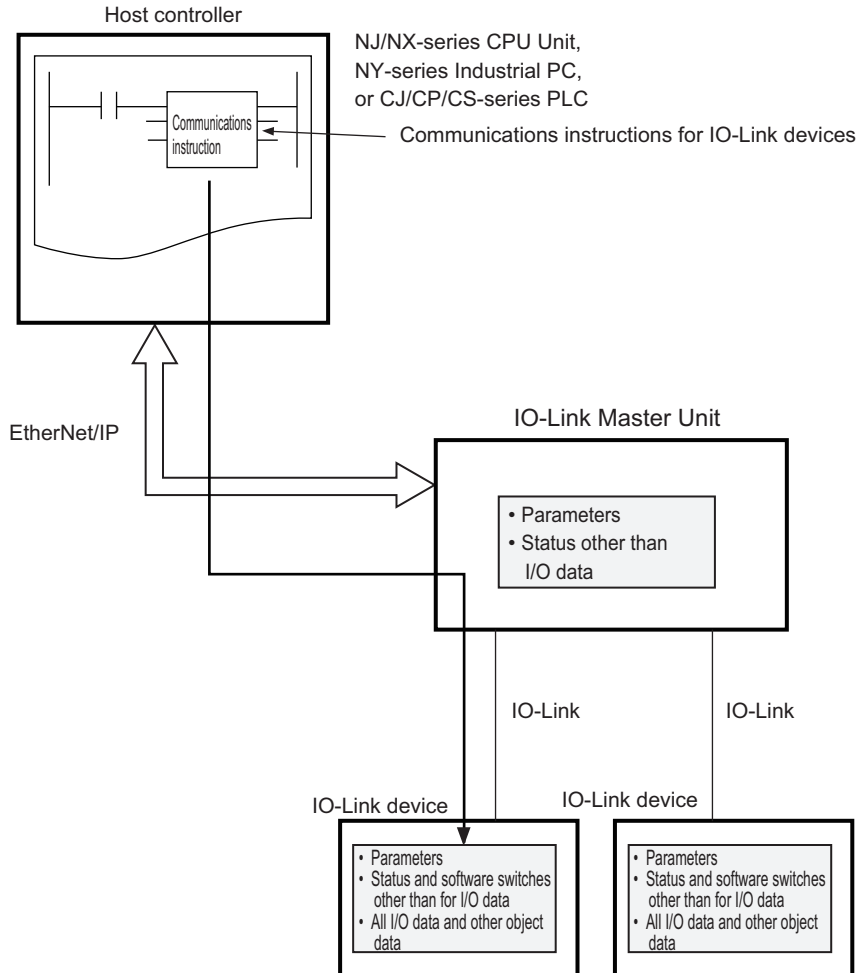 Host controller
NJ/NX-series CPU Unit,
NY-series Industrial PC,
or CJ/CP/CS-series PLC
Communications
instruction
Communications instructions for IO-Link devices
EtherNet/IP
IO-Link Master Unit
• Parameters
• Status other than
I/O data
IO-Link
IO-Link
IO-Link device
• Parameters
• Status and software switches
other than for I/O data
• All I/O data and other object
data
IO-Link device
• Parameters
• Status and software switches
other than for I/O data
• All I/O data and other object
data